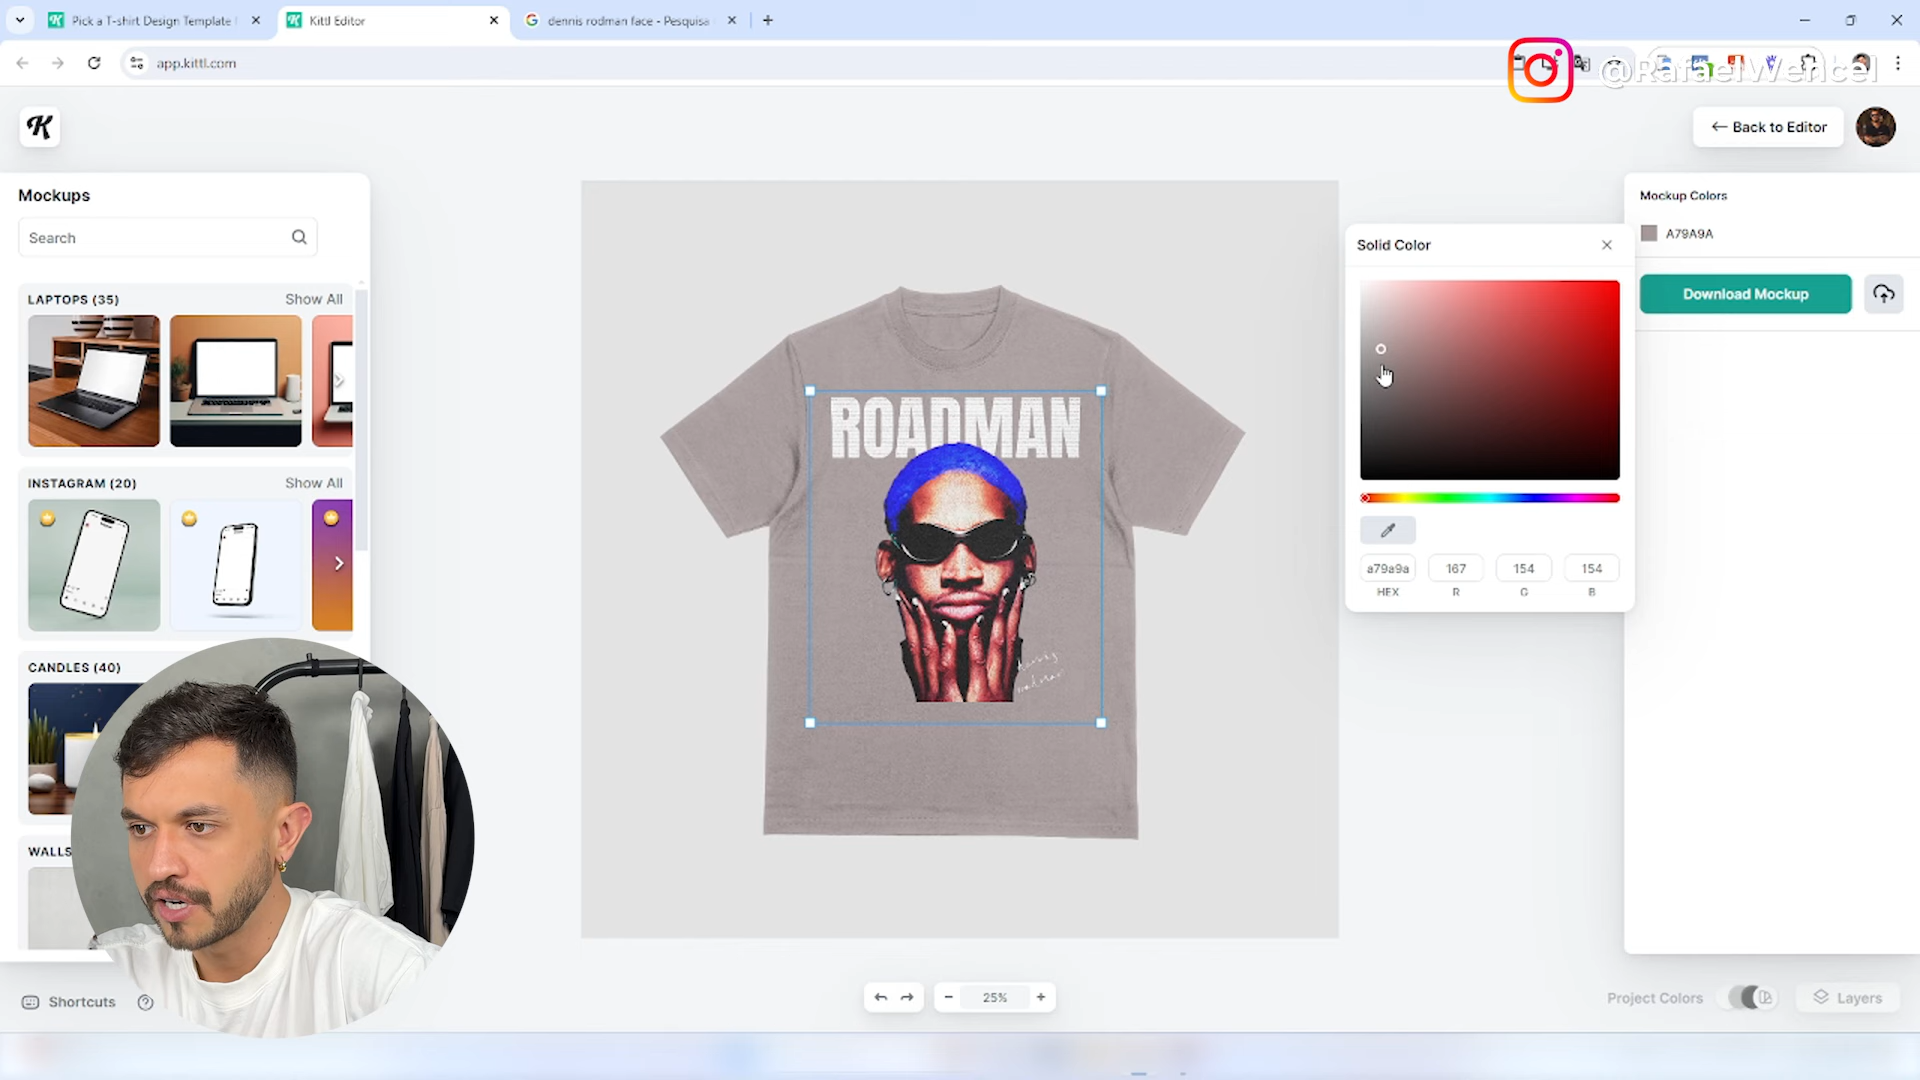 Pick a T-shirt Design Template
Kittl Editor
dennis rodman face - Pesquisa
app.kittl.com
@RafaelWencel
K
Back to Editor
Mockups
Search
LAPTOPS (35)
Show All
INSTAGRAM (20)
Show All
CANDLES (40)
WALLS
ROADMAN
Solid Color
a79a9a
167
154
154
HEX
R
G
B
Mockup Colors
A79A9A
Download Mockup
Shortcuts
25%
Project Colors
Layers